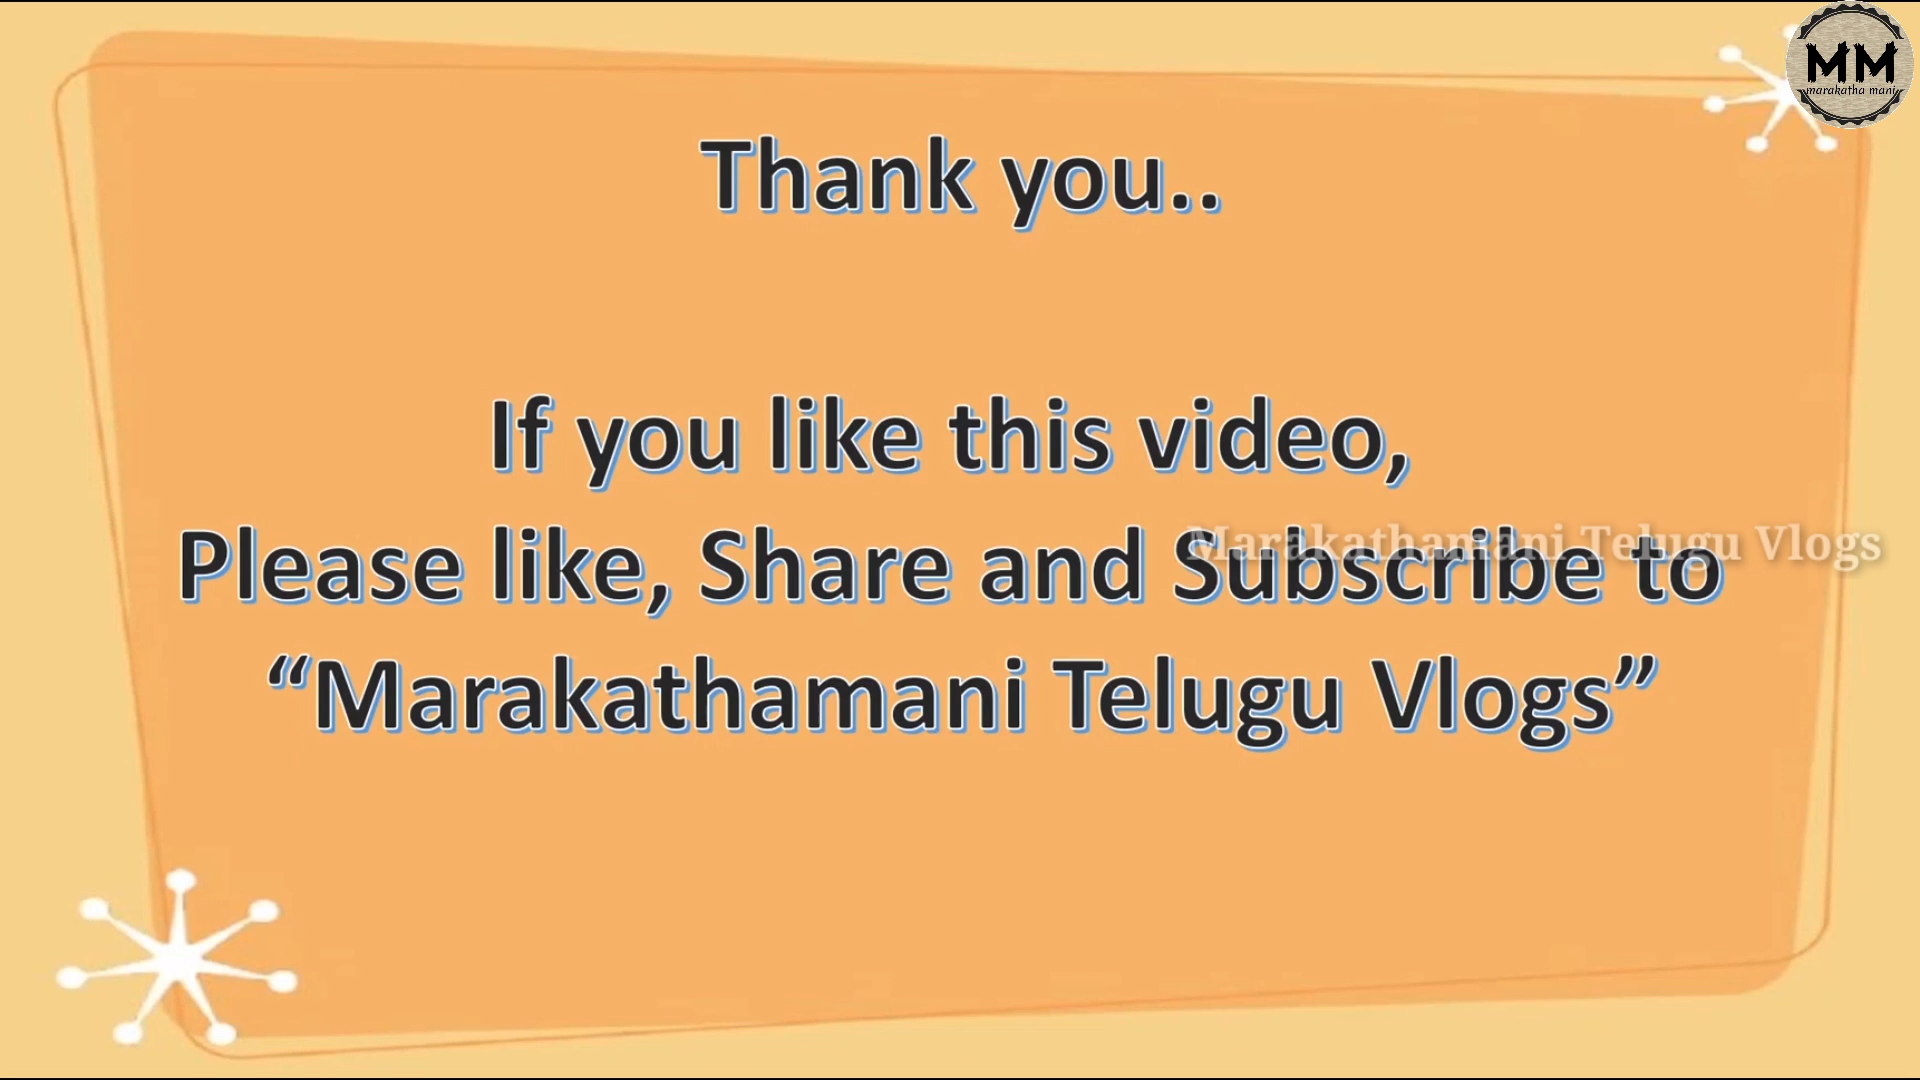 MM
marakatha mani
Thank you..
If you like this video,
Please like, Share and Subscribe to
Marakathamani Telugu Vlogs
“Marakathamani Telugu Vlogs”